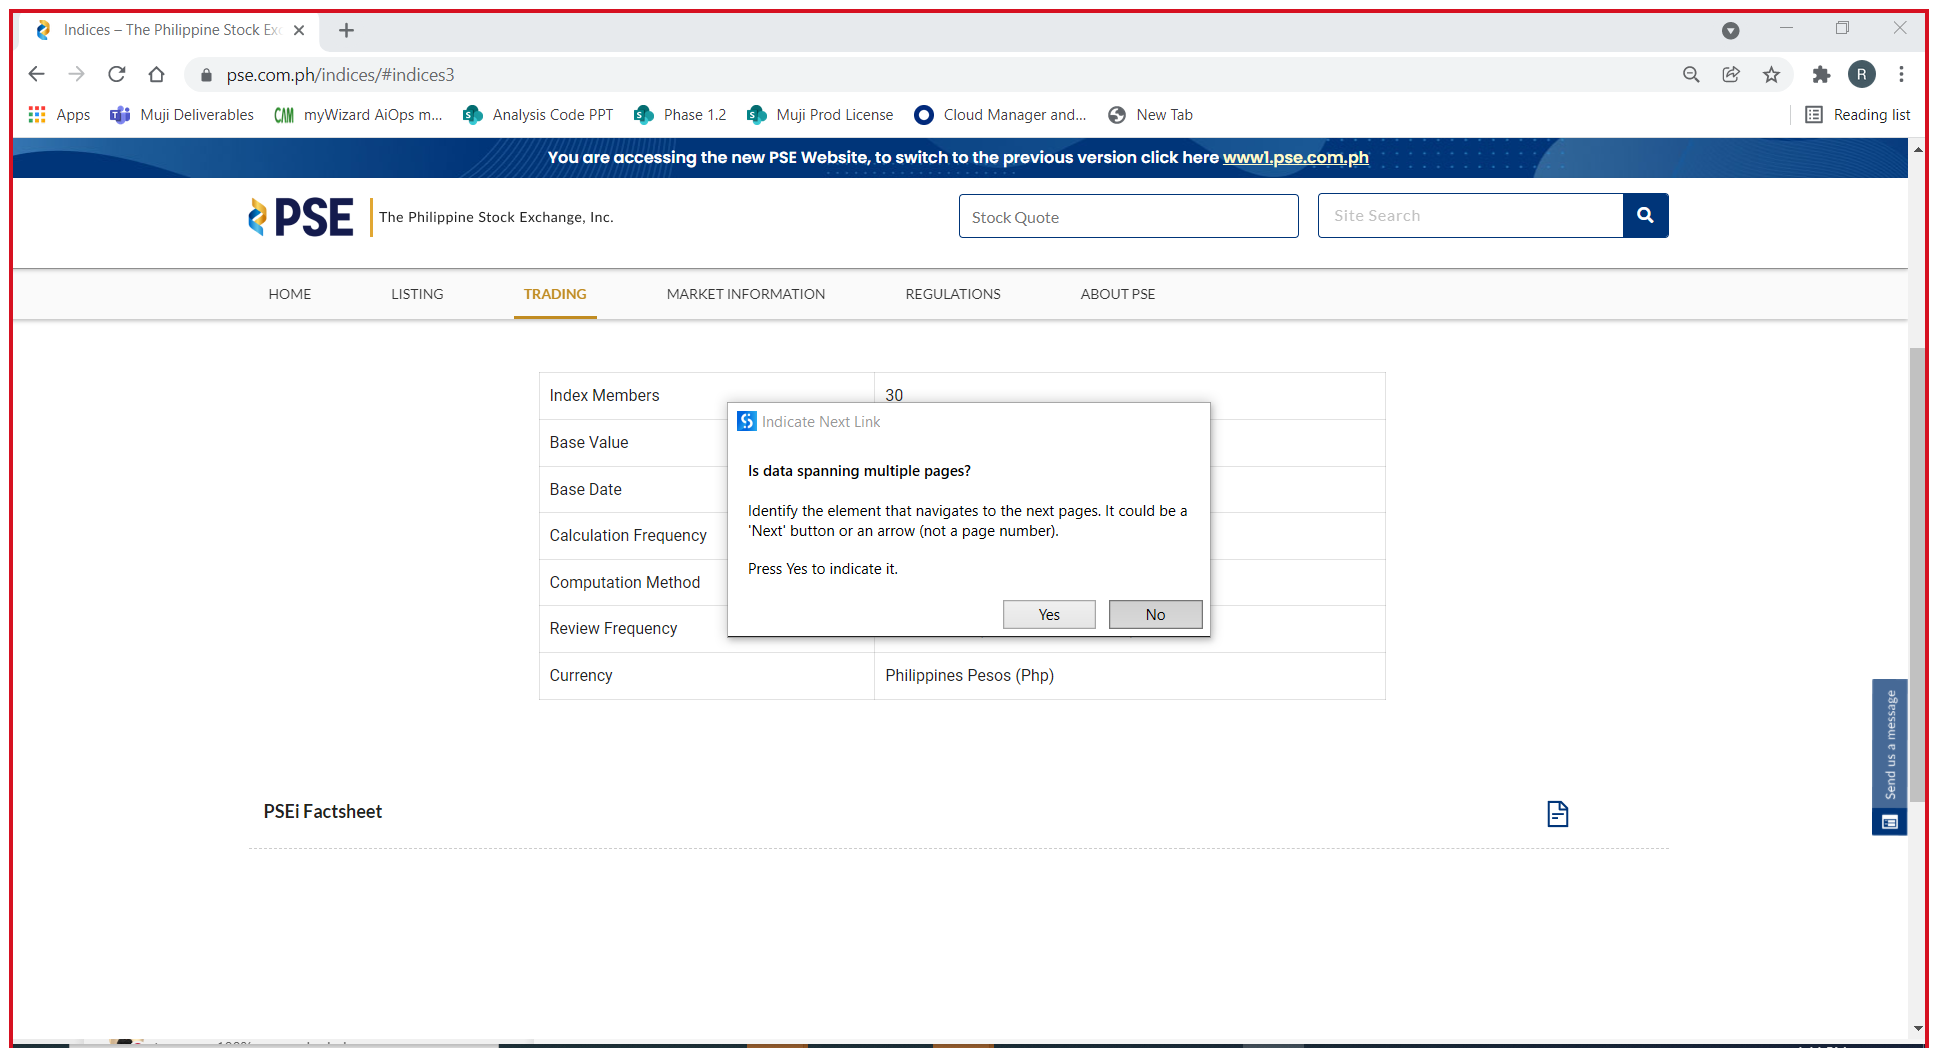 Indices – The Philippine Stock Exc
pse.com.ph/indices/#indices3
R
Apps
Muji Deliverables
CAM myWizard AiOps m...
Analysis Code PPT
Phase 1.2
Muji Prod License
Cloud Manager and...
New Tab
Reading list
You are accessing the new PSE Website, to switch to the previous version click here www1.pse.com.ph
PSE The Philippine Stock Exchange, Inc.
Stock Quote
Site Search
HOME
LISTING
TRADING
MARKET INFORMATION
REGULATIONS
ABOUT PSE
Index Members 30
Base Value
Base Date
Calculation Frequency
Computation Method
Review Frequency
Currency Philippines Pesos (Php)
Indicate Next Link
Is data spanning multiple pages?
Identify the element that navigates to the next pages. It could be a
'Next' button or an arrow (not a page number).
Press Yes to indicate it.
Yes
No
Send us a message
PSEi Factsheet